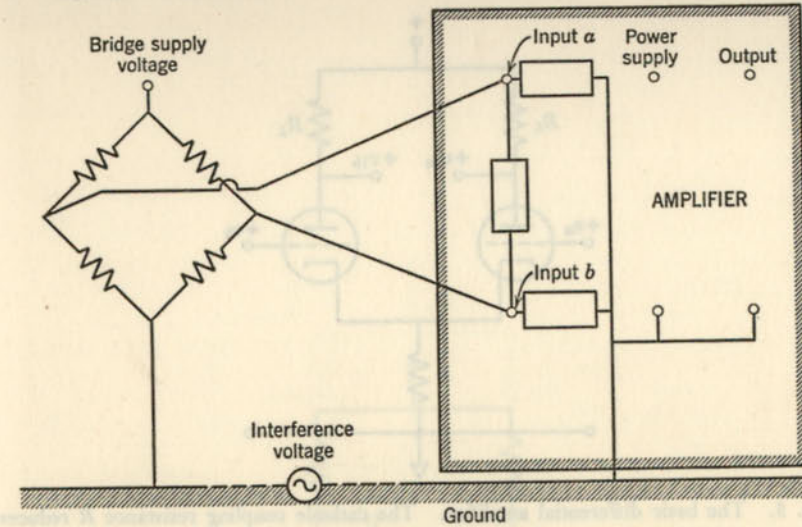 Bridge supply
voltage
Input a
Power
supply
Output
AMPLIFIER
Input b
Interference
voltage
Ground